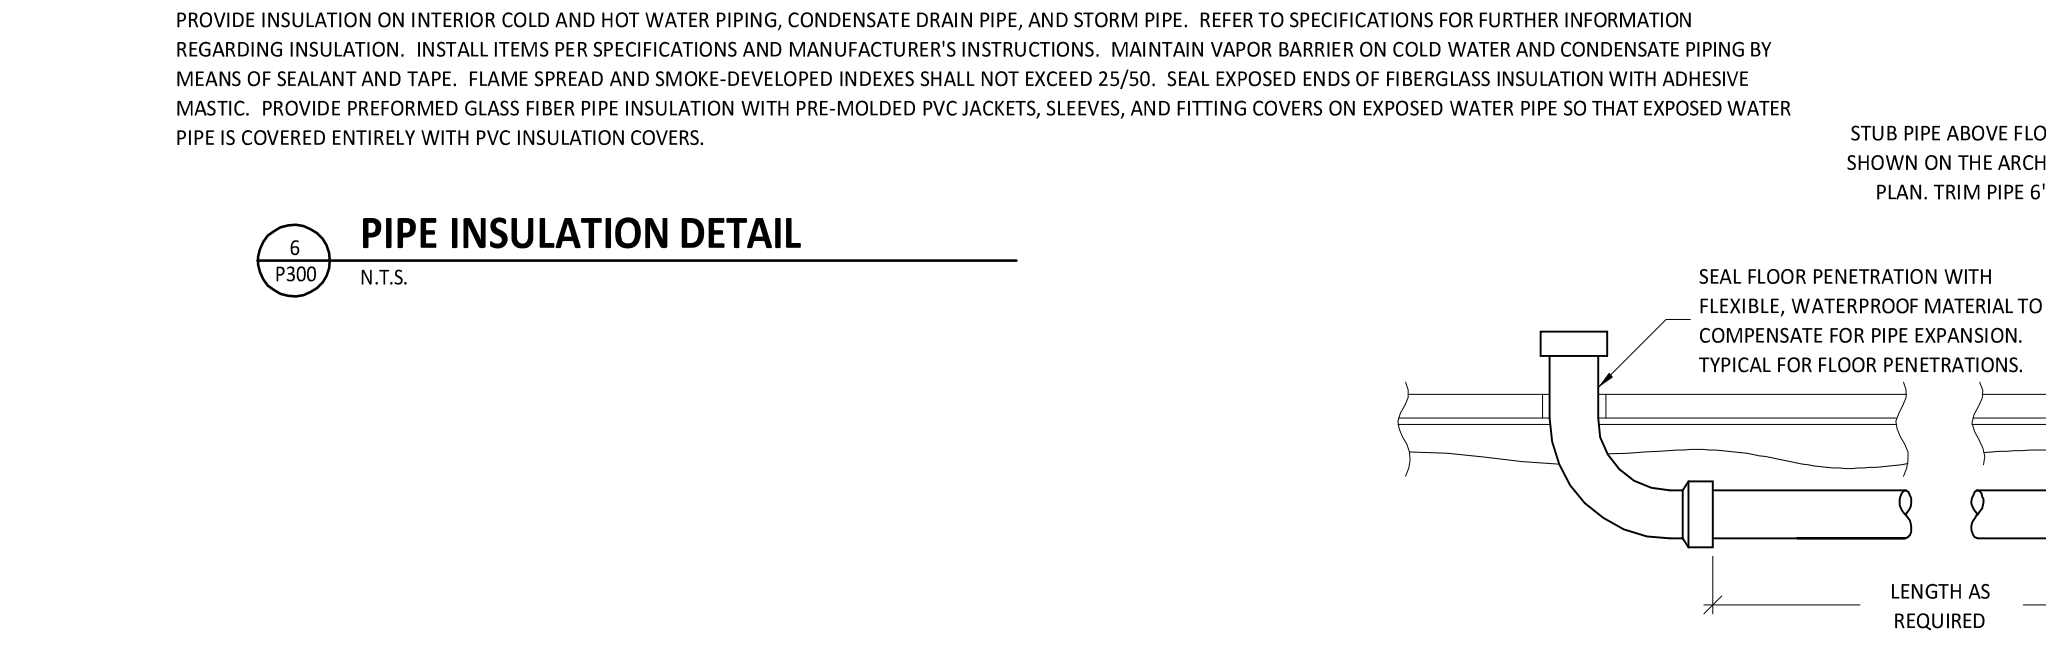 PROVIDE INSULATION ON INTERIOR COLD AND HOT WATER PIPING, CONDENSATE DRAIN PIPE, AND STORM PIPE.  REFER TO SPECIFICATIONS FOR FURTHER INFORMATION
REGARDING INSULATION.  INSTALL ITEMS PER SPECIFICATIONS AND MANUFACTURER'S INSTRUCTIONS.  MAINTAIN VAPOR BARRIER ON COLD WATER AND CONDENSATE PIPING BY
MEANS OF SEALANT AND TAPE.  FLAME SPREAD AND SMOKE-DEVELOPED INDEXES SHALL NOT EXCEED 25/50.  SEAL EXPOSED ENDS OF FIBERGLASS INSULATION WITH ADHESIVE
MASTIC.  PROVIDE PREFORMED GLASS FIBER PIPE INSULATION WITH PRE-MOLDED PVC JACKETS, SLEEVES, AND FITTING COVERS ON EXPOSED WATER PIPE SO THAT EXPOSED WATER
PIPE IS COVERED ENTIRELY WITH PVC INSULATION COVERS.
6
P300
PIPE INSULATION DETAIL
N.T.S.
STUB PIPE ABOVE FLO
SHOWN ON THE ARCH
PLAN. TRIM PIPE 6'
SEAL FLOOR PENETRATION WITH
FLEXIBLE, WATERPROOF MATERIAL TO
COMPENSATE FOR PIPE EXPANSION.
TYPICAL FOR FLOOR PENETRATIONS.
LENGTH AS
REQUIRED